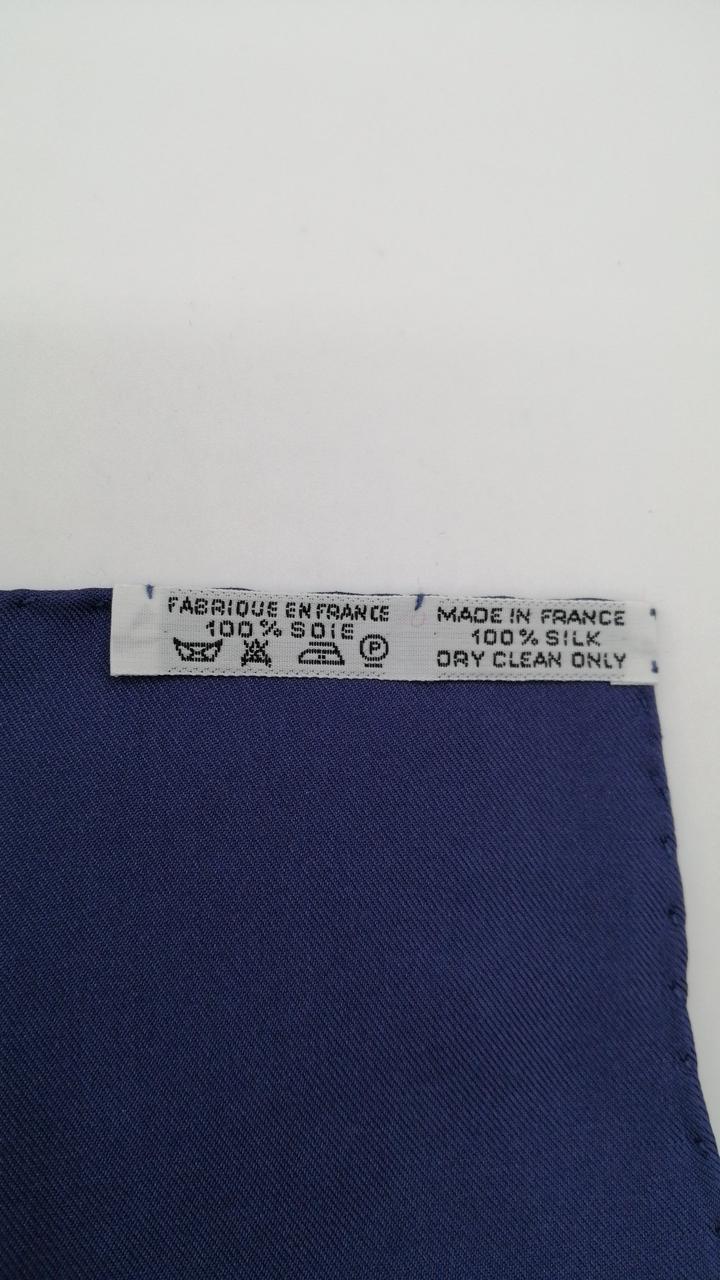 FABRIQUE EN FRANCE
100% SOIE
P
MADE IN FRANCE
100% SILK
DRY CLEAN ONLY